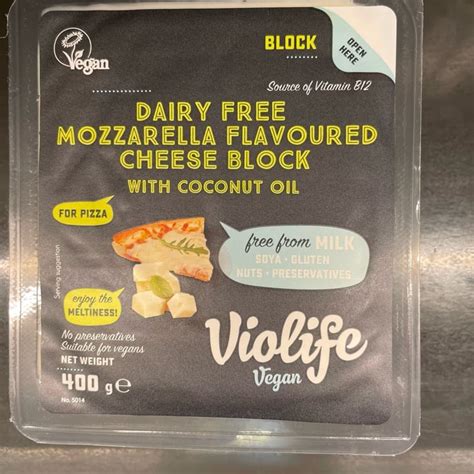 Vegan
BLOCK
OPEN
HERE
Source of Vitamin B12
DAIRY FREE
MOZZARELLA FLAVOURED
CHEESE BLOCK
WITH COCONUT OIL
FOR PIZZA
free from MILK
SOYA · GLUTEN
NUTS · PRESERVATIVES
Serving suggestion
enjoy the
MELTINESS!
No preservatives
Suitable for vegans
NET WEIGHT
400 g e
No. 5014
Violife
Vegan